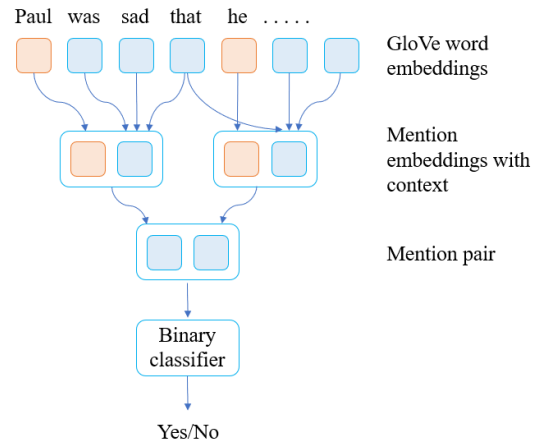 Paul was sad that he . . . . .
GloVe word
embeddings
Mention
embeddings with
context
Mention pair
Binary
classifier
Yes/No